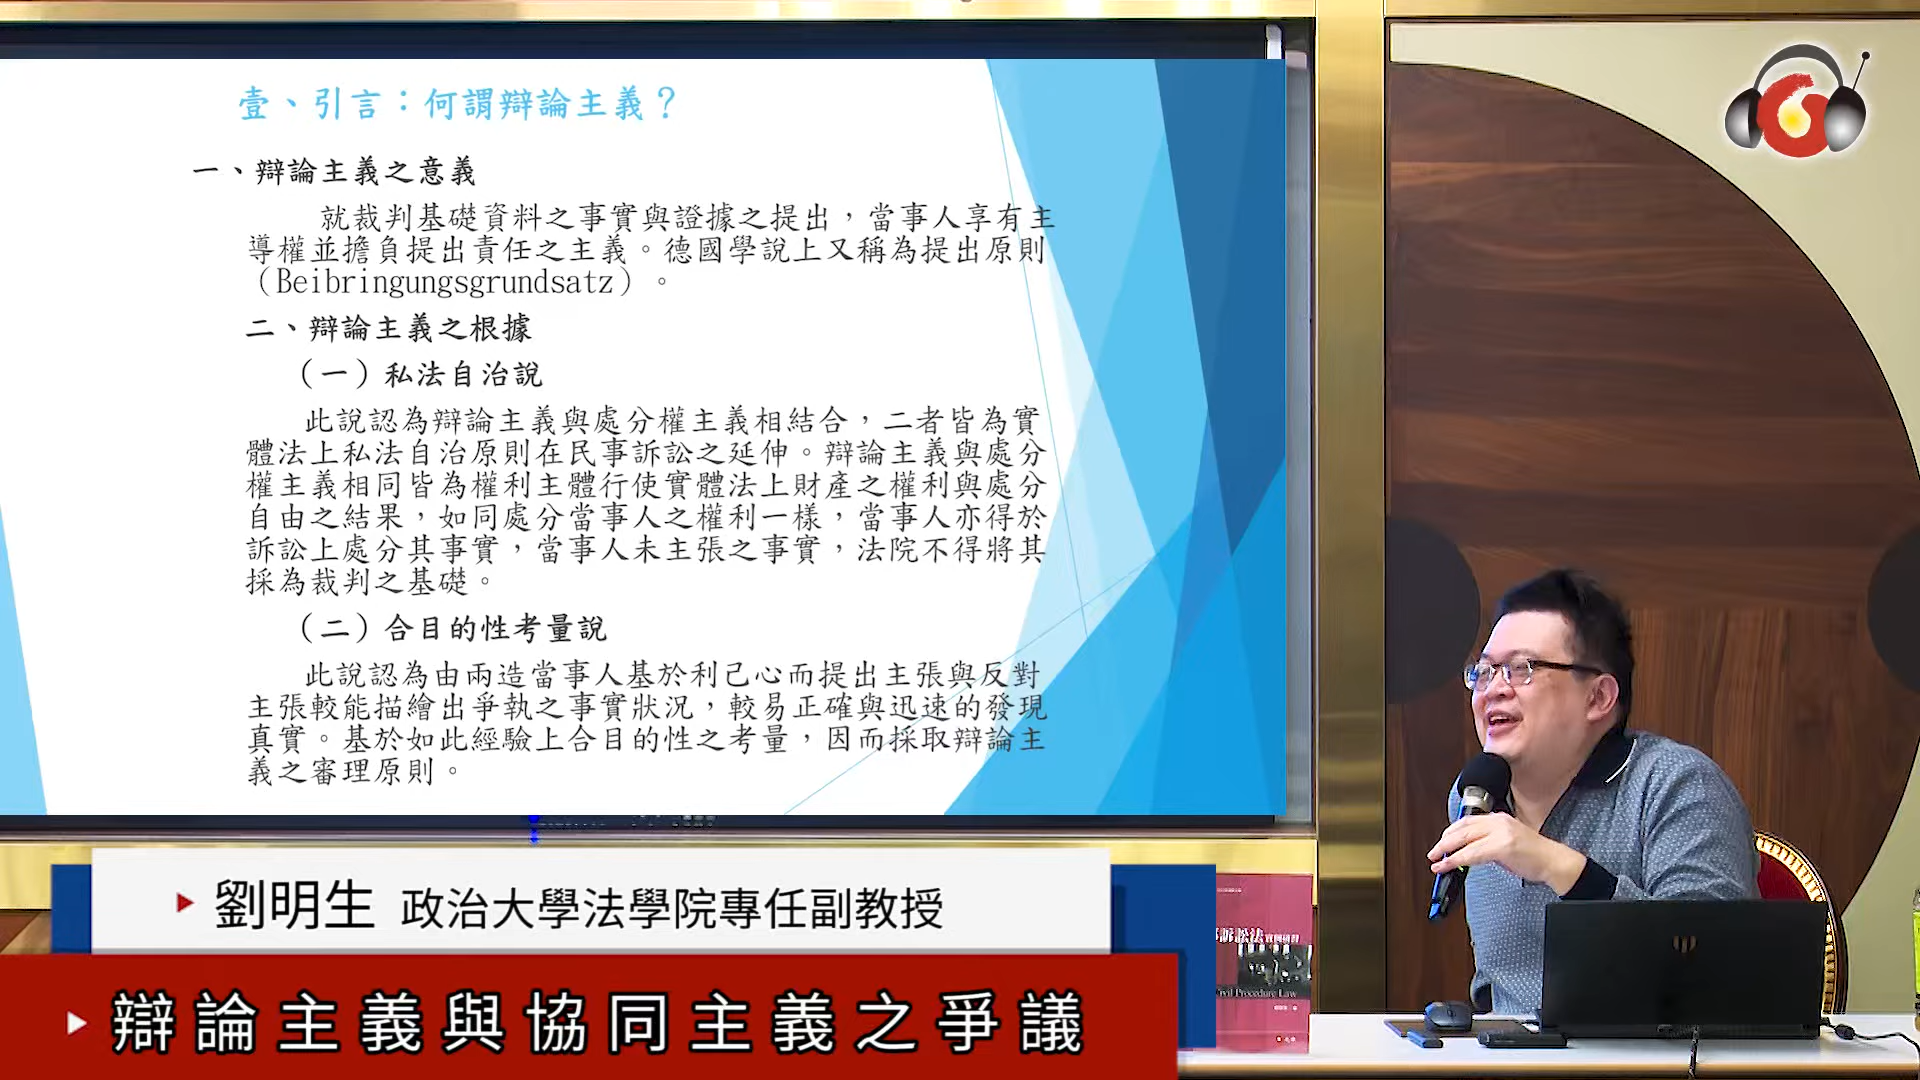 壹、引言：何謂辯論主義？
一、辯論主義之意義
就裁判基礎資料之事實與證據之提出，當事人享有主
導權並擔負提出責任之主義。德國學說上又稱為提出原則
（Beibringungsgrundsatz）。
二、辯論主義之根據
（一）私法自治說
此說認為辯論主義與處分權主義相結合，二者皆為實
體法上私法自治原則在民事訴訟之延伸。辯論主義與處分
權主義相同皆為權利主體行使實體法上財產之權利與處分
自由之結果，如同處分當事人之權利一樣，當事人亦得於
訴訟上處分其事實，當事人未主張之事實，法院不得將其
採為裁判之基礎。
（二）合目的性考量說
此說認為由兩造當事人基於利己心而提出主張與反對
主張較能描繪出爭執之事實狀況，較易正確與迅速的發現
真實。基於如此經驗上合目的性之考量，因而採取辯論主
義之審理原則。
劉明生 政治大學法學院專任副教授
辯論主義與協同主義之爭議
訴訟法
Civil Procedure Law